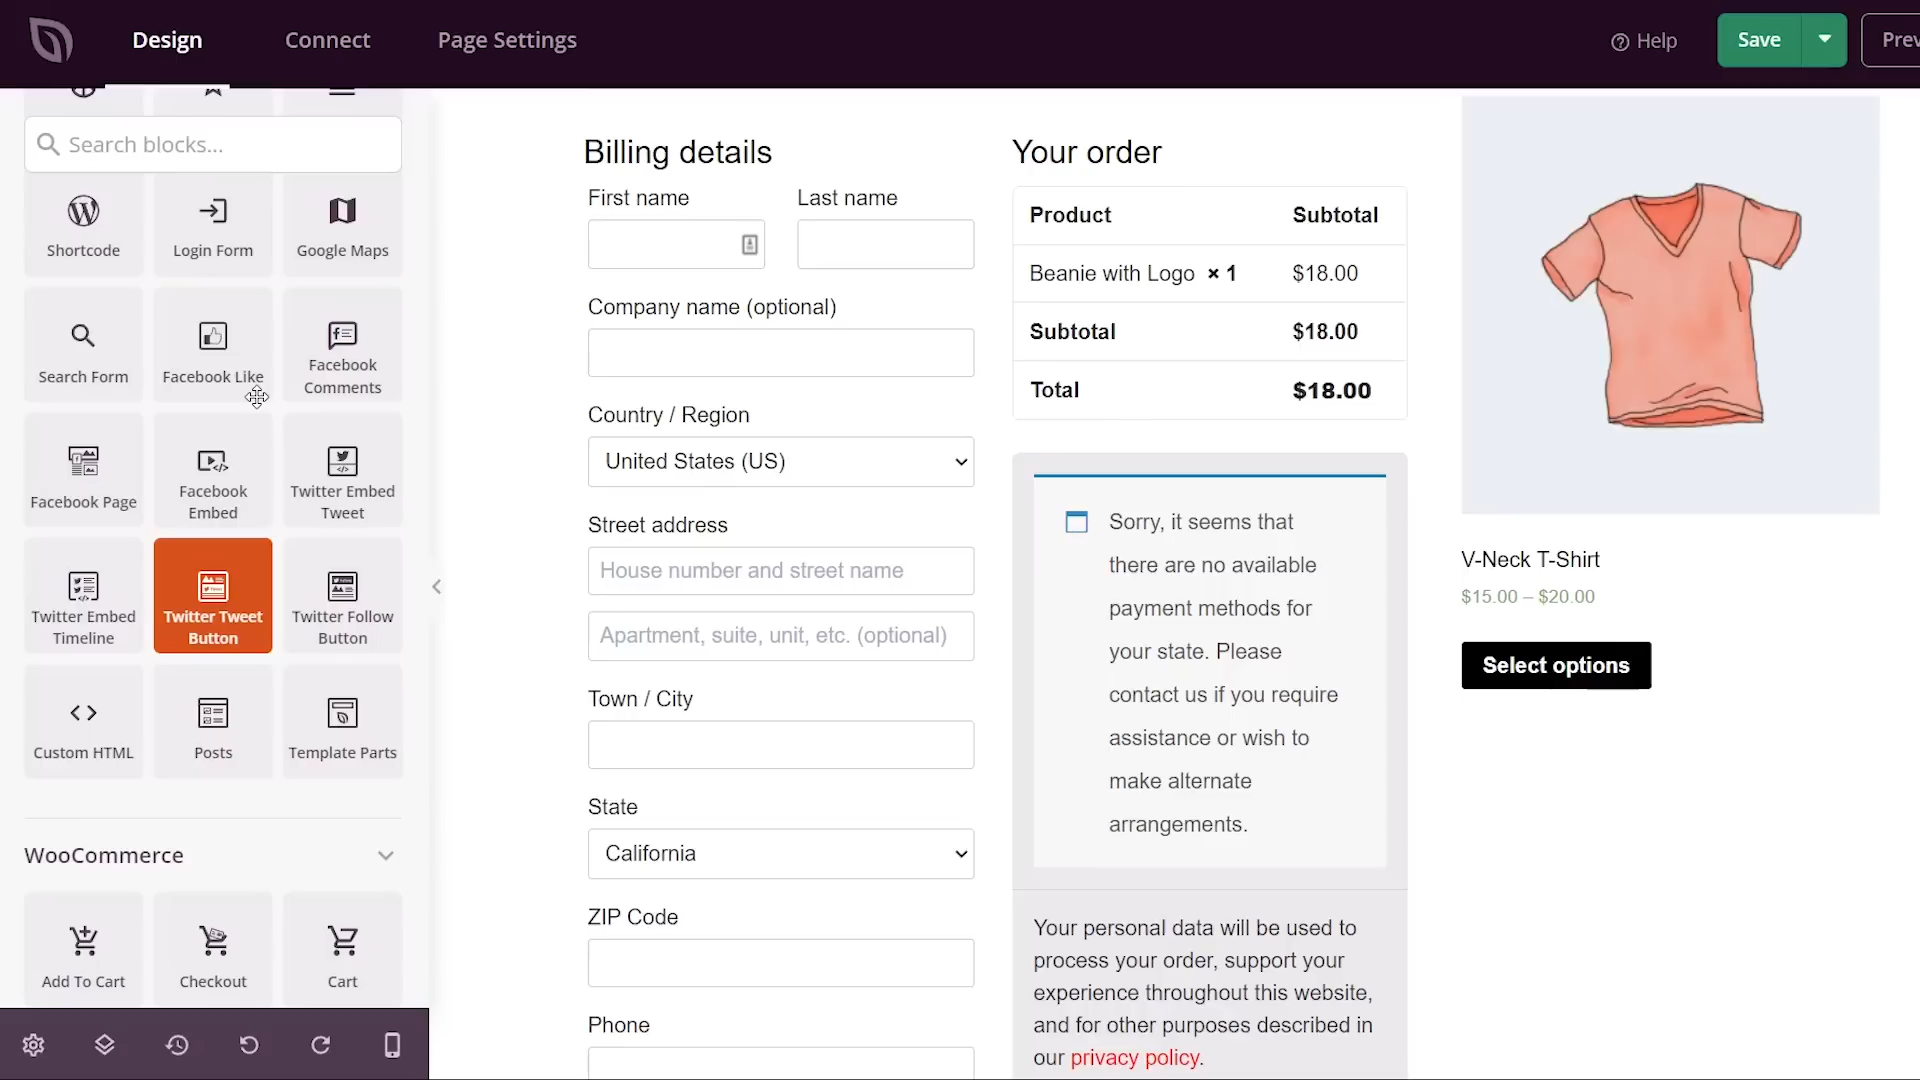 Design
Connect
Page Settings
Help
Save
Prev
Search blocks...
Shortcode
Login Form
Google Maps
Search Form
Facebook Like
Facebook
Comments
Facebook Page
Facebook
Embed
Twitter Embed
Tweet
Twitter Embed
Timeline
Twitter Tweet
Button
Twitter Follow
Button
Custom HTML
Posts
Template Parts
WooCommerce
Add To Cart
Checkout
Cart
Billing details
First name
Last name
Company name (optional)
Country / Region
United States (US)
Street address
House number and street name
Apartment, suite, unit, etc. (optional)
Town / City
State
California
ZIP Code
Phone
Your order
Product Subtotal
Beanie with Logo × 1 $18.00
Subtotal $18.00
Total $18.00
Sorry, it seems that
there are no available
payment methods for
your state. Please
contact us if you require
assistance or wish to
make alternate
arrangements.
Your personal data will be used to
process your order, support your
experience throughout this website,
and for other purposes described in
our privacy policy.
V-Neck T-Shirt
$15.00 – $20.00
Select options